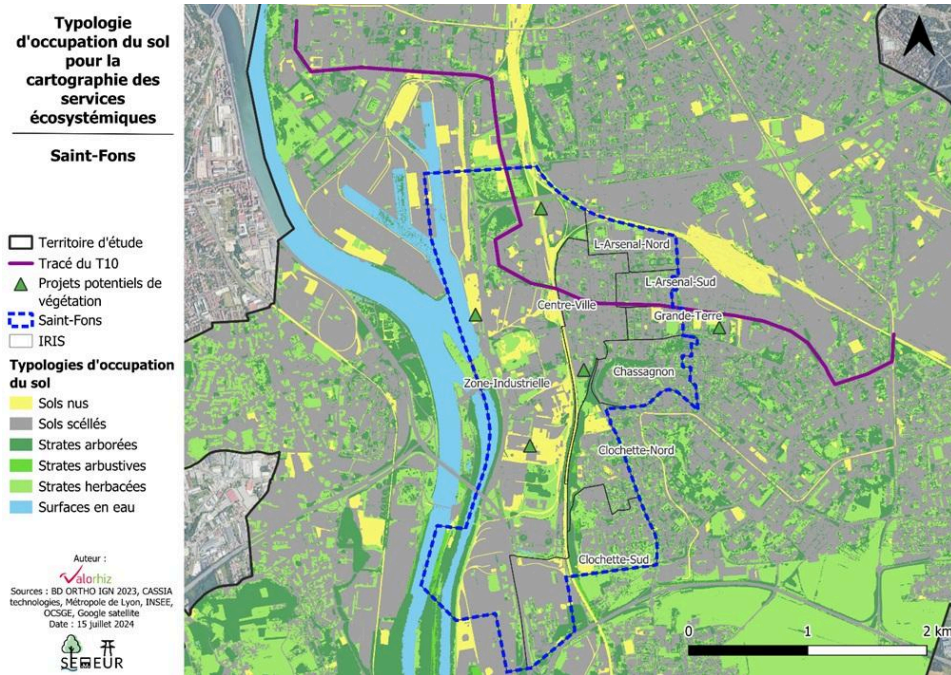 Typologie
d'occupation du sol
pour la
cartographie des
services
écosystémiques
Saint-Fons
Territoire d'étude
Tracé du T10
Projets potentiels de
végétation
Saint-Fons
IRIS
Typologies d'occupation
du sol
Sols nus
Sols scéllés
Strates arborées
Strates arbustives
Strates herbacées
Surfaces en eau
Auteur :
Valorhiz
Sources : BD ORTHO IGN 2023, CASSIA
technologies, Métropole de Lyon, INSEE,
OCSGE, Google satellite
Date : 15 juillet 2024
L-Arsenal-Nord
L-Arsenal-Sud
Centre-Ville
Grande-Terre
Chassagnon
Zone-Industrielle
Clochette-Nord
Clochette-Sud
0 1 2 km